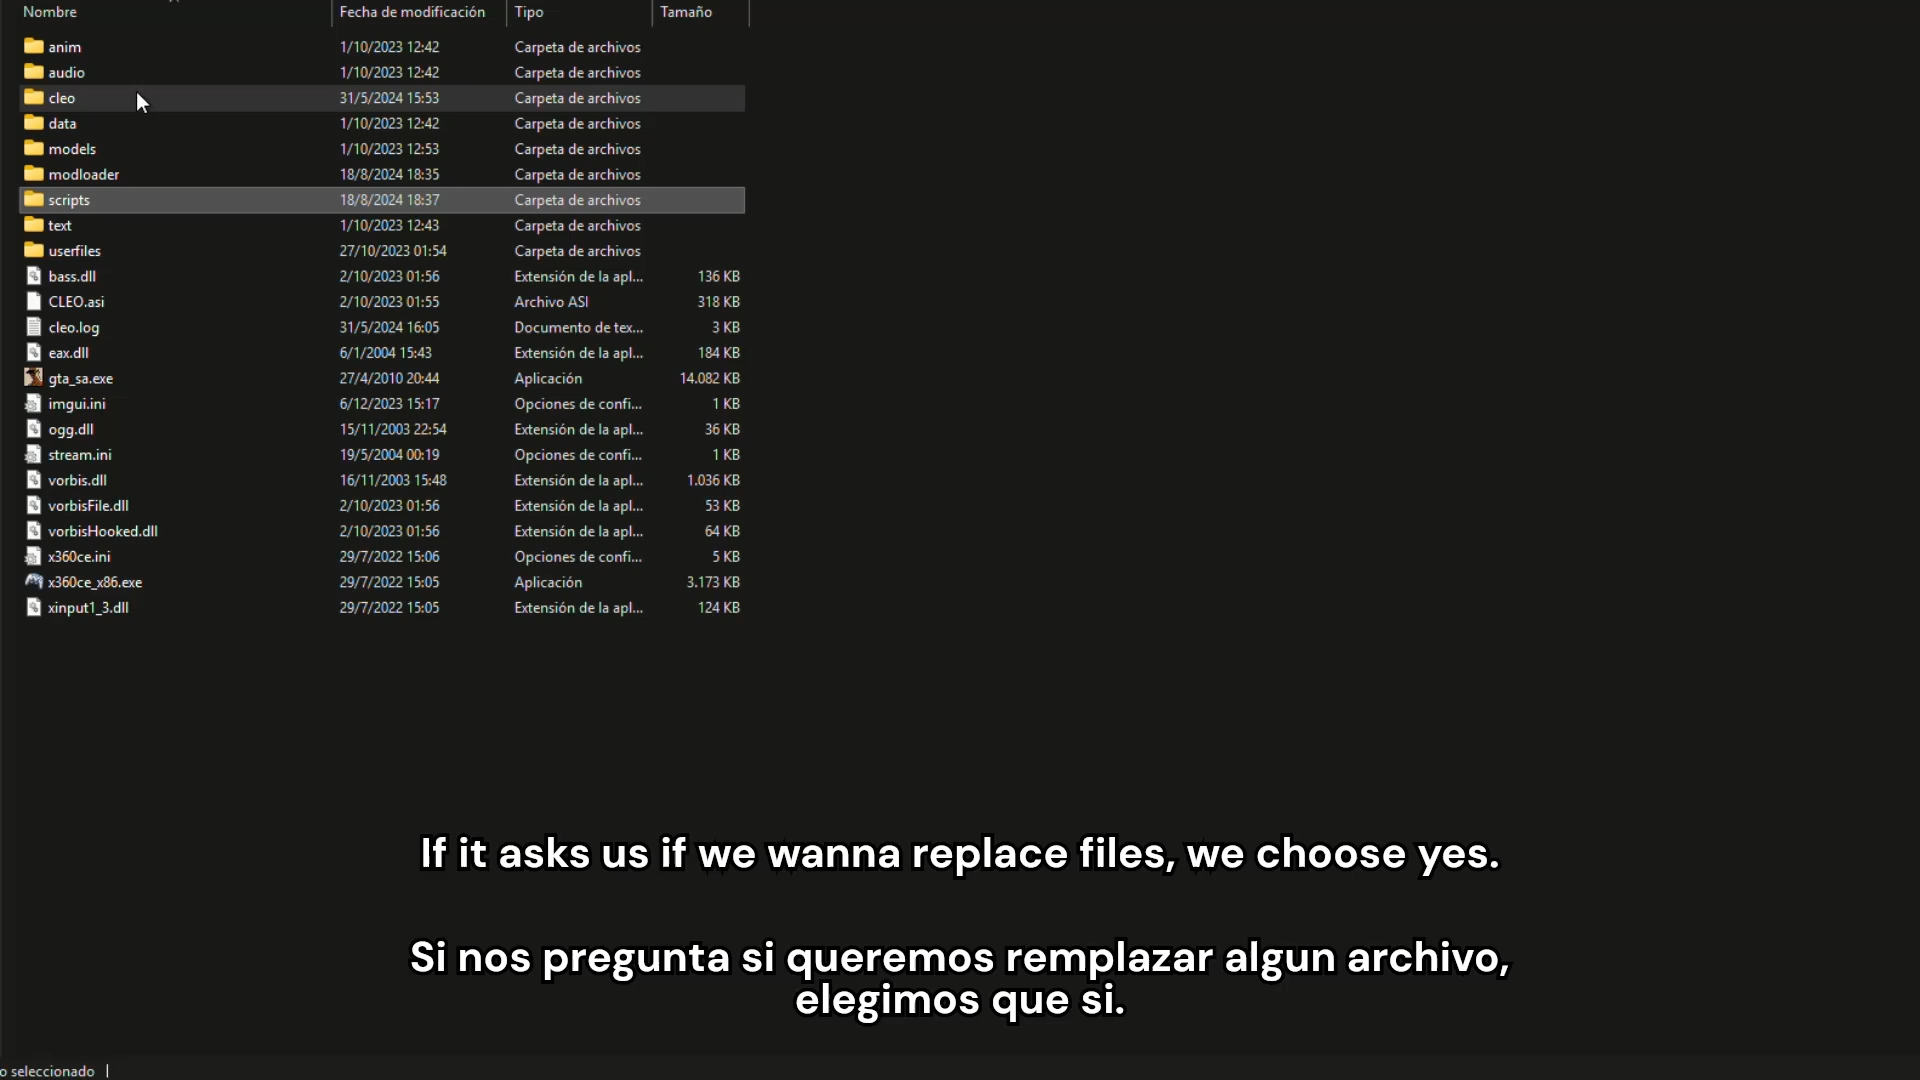 Nombre Fecha de modificación Tipo Tamaño
anim 1/10/2023 12:42 Carpeta de archivos
audio 1/10/2023 12:42 Carpeta de archivos
cleo 31/5/2024 15:53 Carpeta de archivos
data 1/10/2023 12:42 Carpeta de archivos
models 1/10/2023 12:53 Carpeta de archivos
modloader 18/8/2024 18:35 Carpeta de archivos
scripts 18/8/2024 18:37 Carpeta de archivos
text 1/10/2023 12:43 Carpeta de archivos
userfiles 27/10/2023 01:54 Carpeta de archivos
bass.dll 2/10/2023 01:56 Extensión de la apl... 136 KB
CLEO.asi 2/10/2023 01:55 Archivo ASI 318 KB
cleo.log 31/5/2024 16:05 Documento de tex... 3 KB
eax.dll 6/1/2004 15:43 Extensión de la apl... 184 KB
gta_sa.exe 27/4/2010 20:44 Aplicación 14.082 KB
imgui.ini 6/12/2023 15:17 Opciones de confi... 1 KB
ogg.dll 15/11/2003 22:54 Extensión de la apl... 36 KB
stream.ini 19/5/2004 00:19 Opciones de confi... 1 KB
vorbis.dll 16/11/2003 15:48 Extensión de la apl... 1.036 KB
vorbisFile.dll 2/10/2023 01:56 Extensión de la apl... 53 KB
vorbisHooked.dll 2/10/2023 01:56 Extensión de la apl... 64 KB
x360ce.ini 29/7/2022 15:06 Opciones de confi... 5 KB
x360ce_x86.exe 29/7/2022 15:05 Aplicación 3.173 KB
xinput1_3.dll 29/7/2022 15:05 Extensión de la apl... 124 KB
If it asks us if we wanna replace files, we choose yes.
Si nos pregunta si queremos remplazar algun archivo,
elegimos que si.
o seleccionado